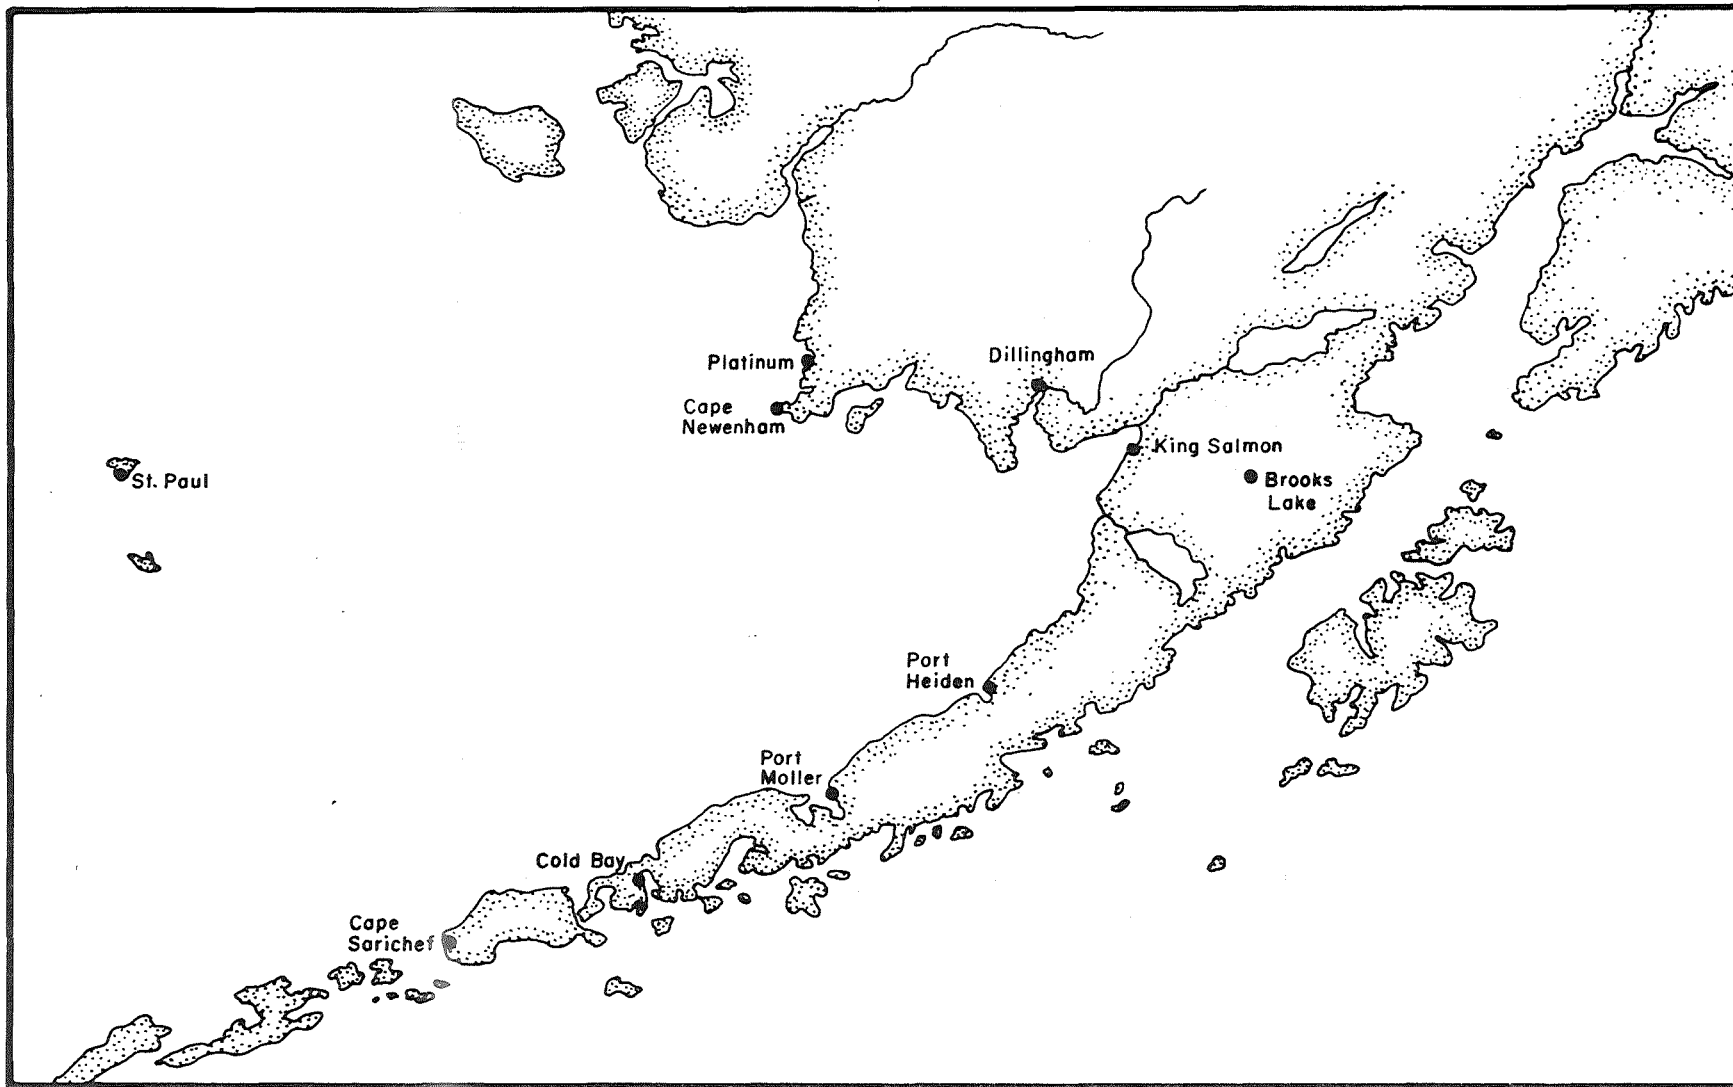 Platinum
Dillingham
Cape
Newenham
King Salmon
St. Paul
Brooks
Lake
Port
Heiden
Port
Moller
Cold Bay
Cape
Sarichef